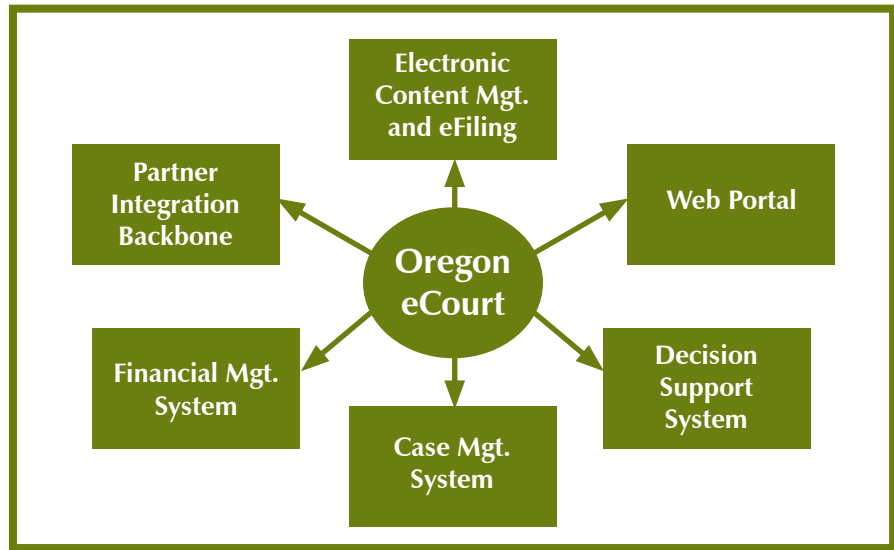 Electronic
Content Mgt.
and eFiling
Partner
Integration
Backbone
Web Portal
Oregon
eCourt
Financial Mgt.
System
Decision
Support
System
Case Mgt.
System